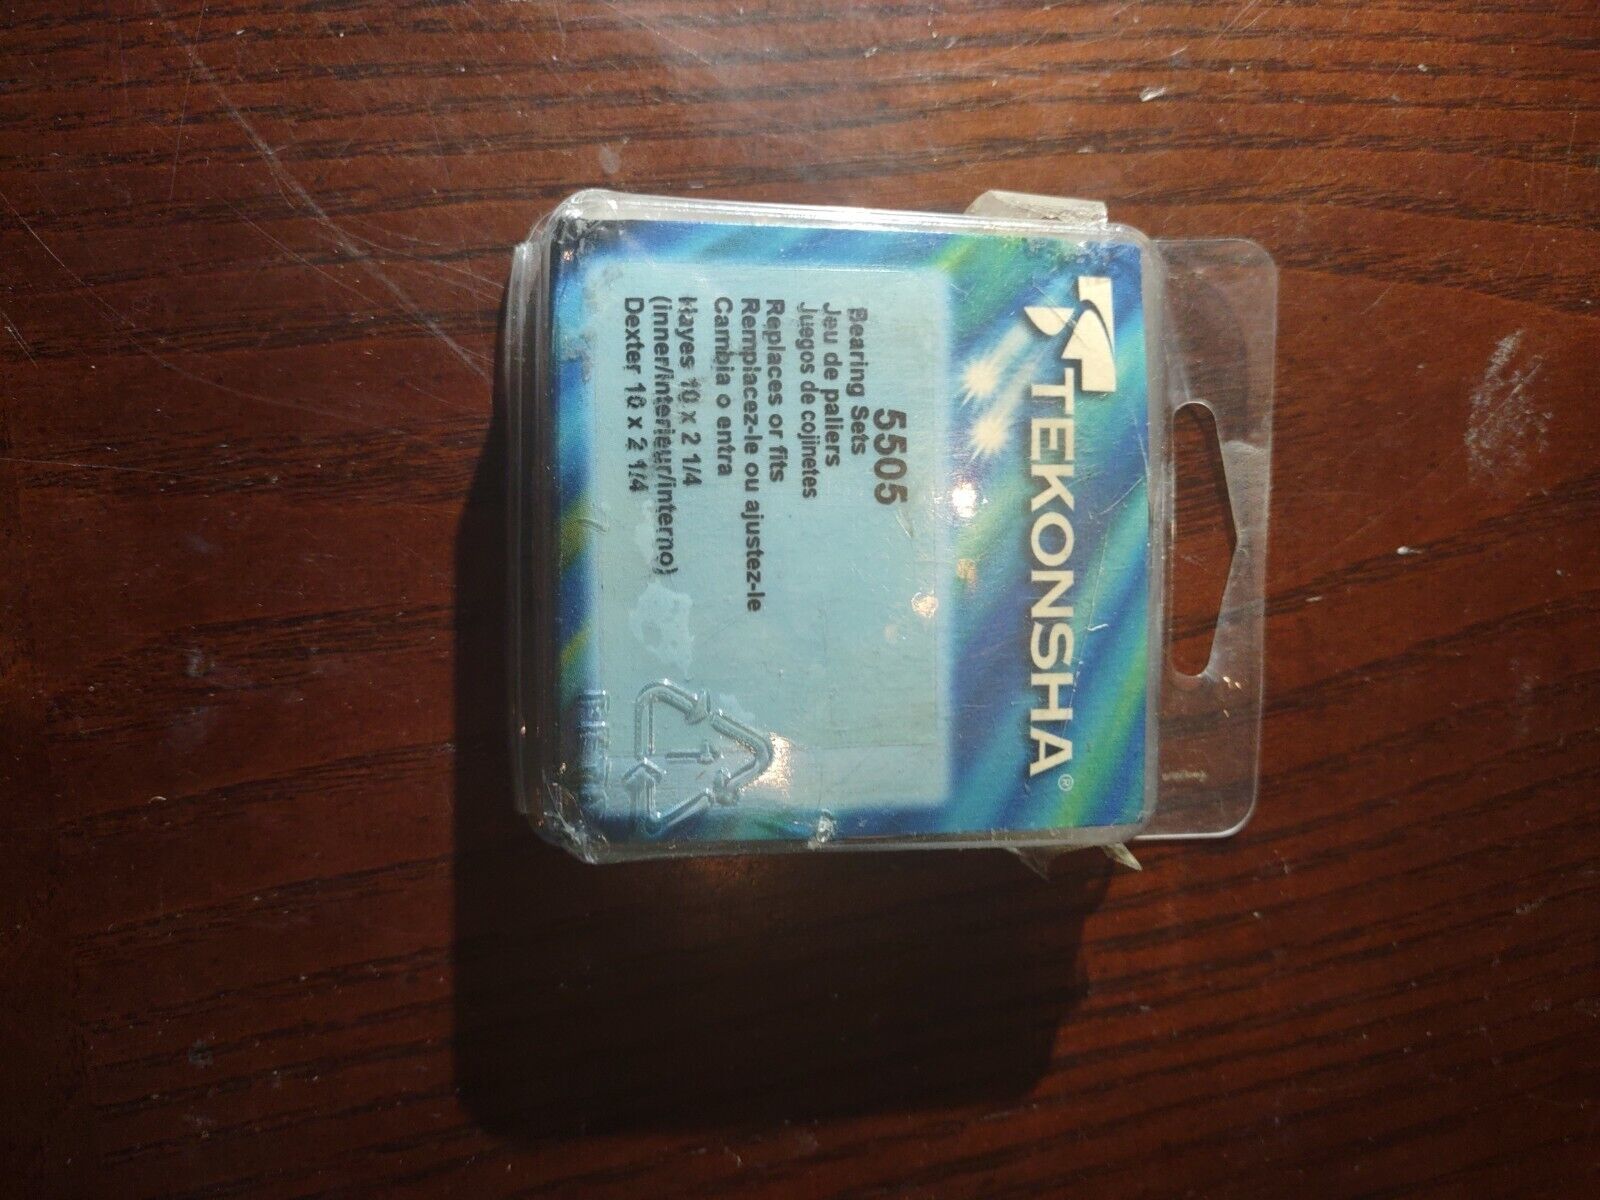 TEKONSHA®
5505
Bearing Sets
Jeu de paliers
Juegos de cojinetes
Replaces or fits
Remplacez-le ou ajustez-le
Cambia o entra
Hayes 10 x 2 1/4
(inner/interieur/interno)
Dexter 10 x 2 1/4
1